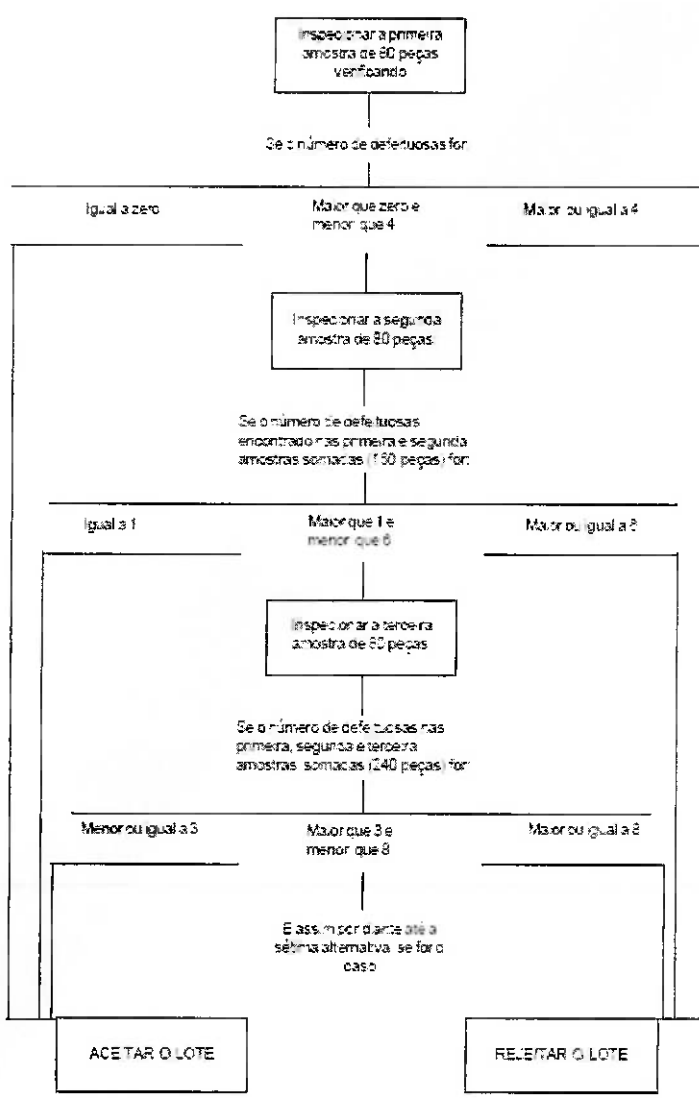 Inspecionar a primeira
amostra de 80 peças
verificando
Se o número de defeituosas for:
Igual a zero
Maior que zero e
menor que 4
Maior ou igual a 4
Inspecionar a segunda
amostra de 80 peças
Se o número de defeituosas
encontrado nas primeira e segunda
amostras somadas (160 peças) for:
Igual a 1
Maior que 1 e
menor que 6
Maior ou igual a 6
Inspecionar a terceira
amostra de 80 peças
Se o número de defeituosas nas
primeira, segunda e terceira
amostras somadas (240 peças) for:
Menor ou igual a 3
Maior que 3 e
menor que 8
Maior ou igual a 8
E assim por diante até a
sétima alternativa, se for o
caso
ACEITAR O LOTE
REJEITAR O LOTE